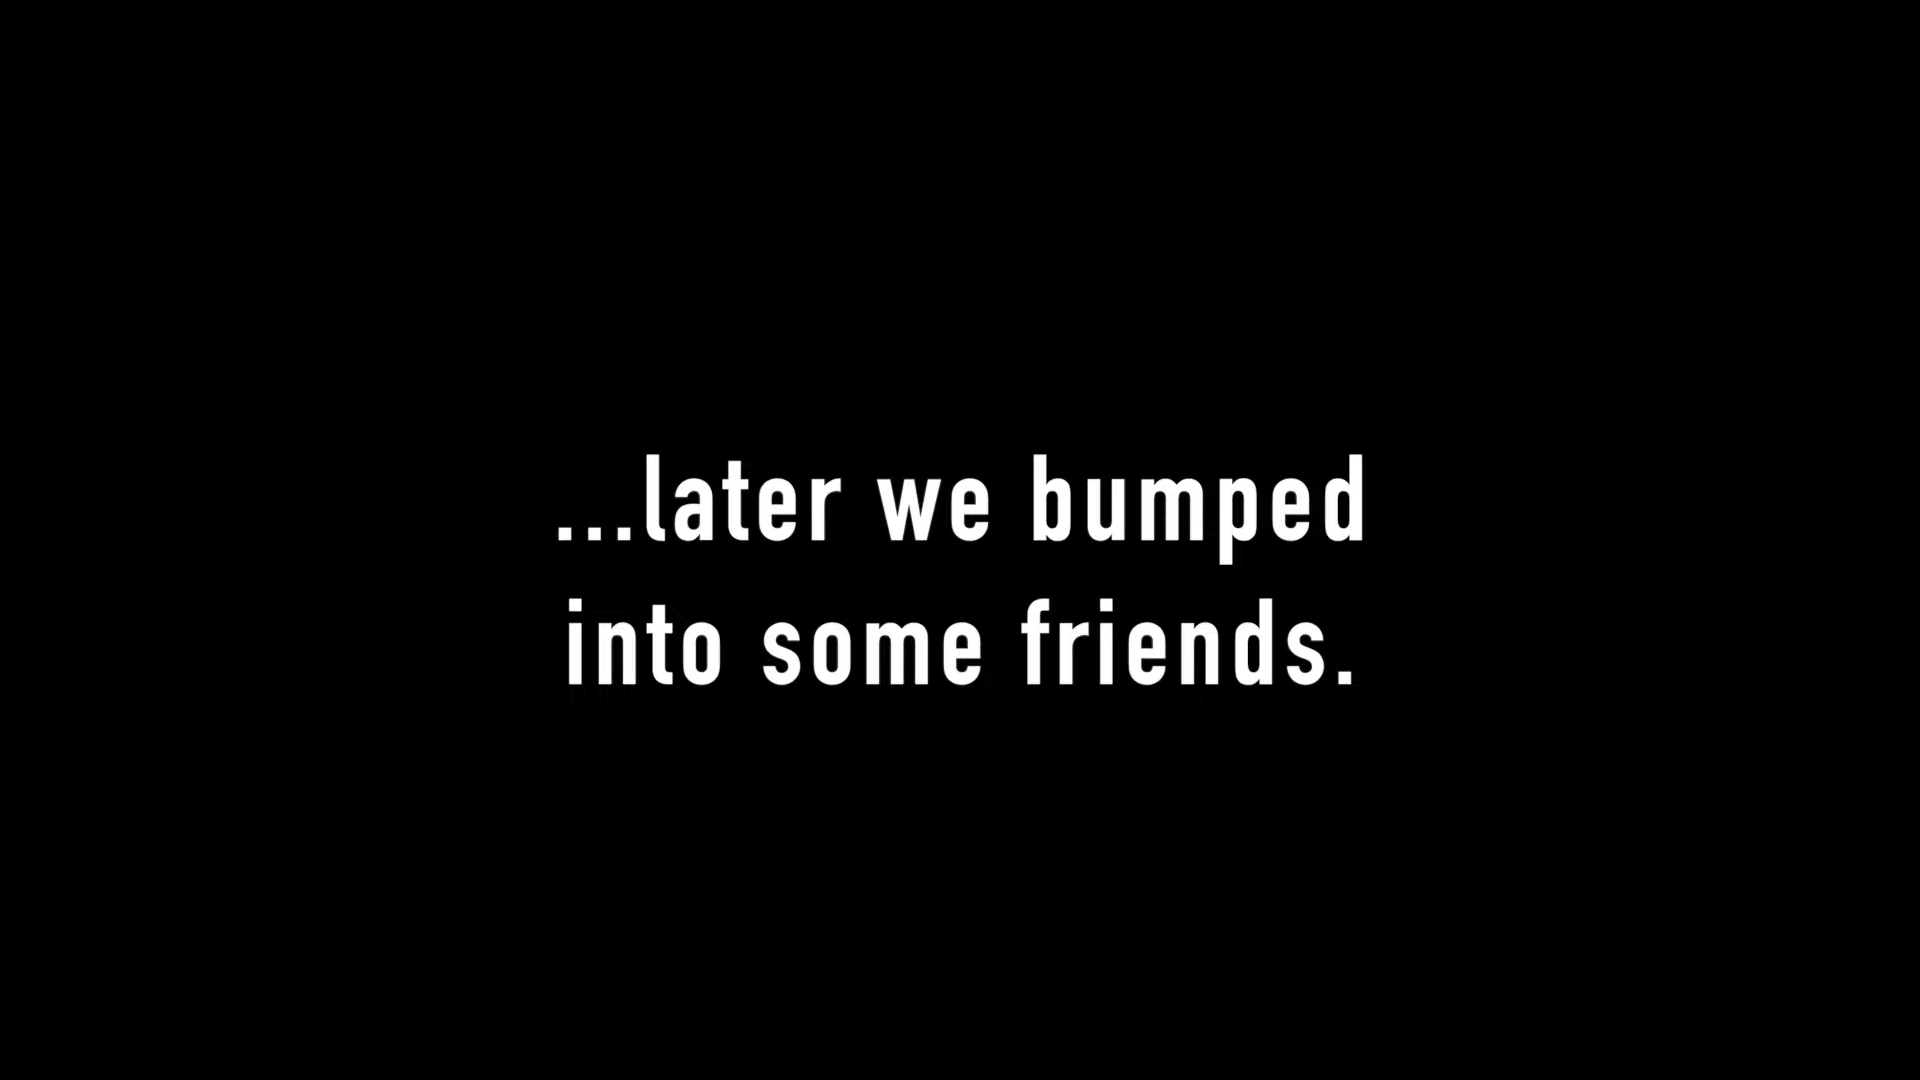 ...later we bumped
into some friends.